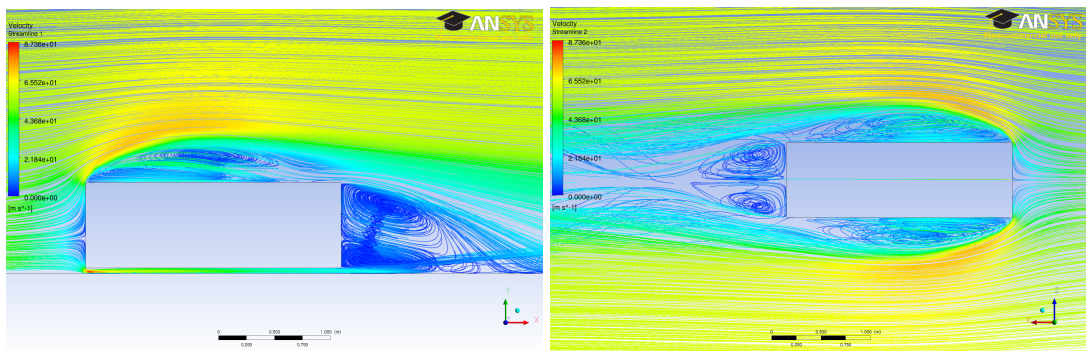 ANSYS
Velocity
Streamline 1
8.736e+01
6.552e+01
4.368e+01
2.184e+01
0.000e+00
[m s^-1]
Y
X
0 0.500 1.000 (m)
0.250 0.750
ANSYS
Velocity
Streamline 2
8.736e+01
6.552e+01
4.368e+01
2.184e+01
0.000e+00
[m s^-1]
Z
X
0 0.500 1.000 (m)
0.250 0.750